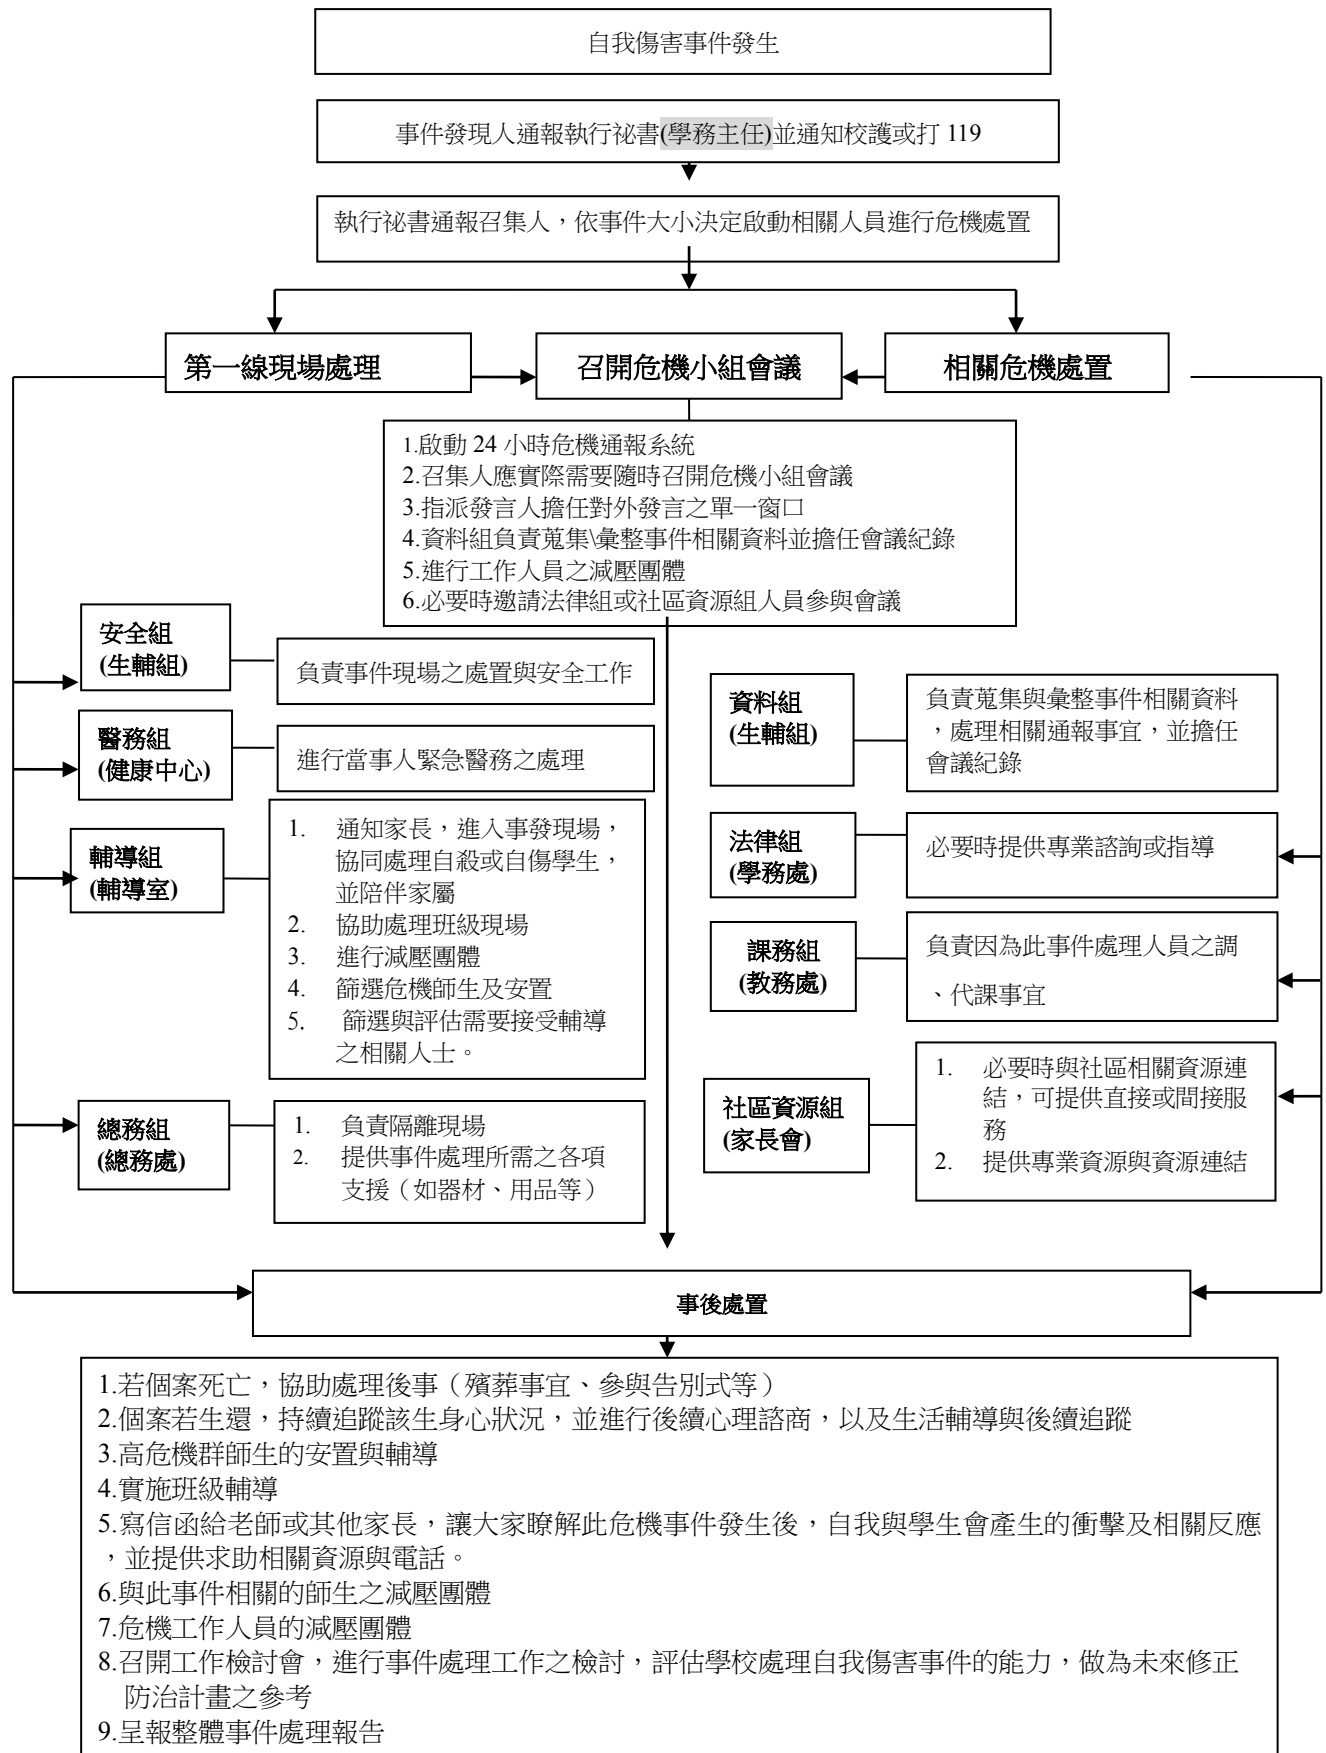 自我傷害事件發生
事件發現人通報執行祕書(學務主任)並通知校護或打 119
執行祕書通報召集人，依事件大小決定啟動相關人員進行危機處置
第一線現場處理
召開危機小組會議
相關危機處置
1.啟動 24 小時危機通報系統
2.召集人應實際需要隨時召開危機小組會議
3.指派發言人擔任對外發言之單一窗口
4.資料組負責蒐集\彙整事件相關資料並擔任會議紀錄
5.進行工作人員之減壓團體
6.必要時邀請法律組或社區資源組人員參與會議
安全組
(生輔組)
負責事件現場之處置與安全工作
醫務組
(健康中心)
進行當事人緊急醫務之處理
輔導組
(輔導室)
1. 通知家長，進入事發現場，
協同處理自殺或自傷學生，
並陪伴家屬
2. 協助處理班級現場
3. 進行減壓團體
4. 篩選危機師生及安置
5. 篩選與評估需要接受輔導
之相關人士。
總務組
(總務處)
1. 負責隔離現場
2. 提供事件處理所需之各項
支援（如器材、用品等）
資料組
(生輔組)
負責蒐集與彙整事件相關資料
，處理相關通報事宜，並擔任
會議紀錄
法律組
(學務處)
必要時提供專業諮詢或指導
課務組
(教務處)
負責因為此事件處理人員之調
、代課事宜
社區資源組
(家長會)
1. 必要時與社區相關資源連
結，可提供直接或間接服
務
2. 提供專業資源與資源連結
事後處置
1.若個案死亡，協助處理後事（殯葬事宜、參與告別式等）
2.個案若生還，持續追蹤該生身心狀況，並進行後續心理諮商，以及生活輔導與後續追蹤
3.高危機群師生的安置與輔導
4.實施班級輔導
5.寫信函給老師或其他家長，讓大家瞭解此危機事件發生後，自我與學生會產生的衝擊及相關反應
，並提供求助相關資源與電話。
6.與此事件相關的師生之減壓團體
7.危機工作人員的減壓團體
8.召開工作檢討會，進行事件處理工作之檢討，評估學校處理自我傷害事件的能力，做為未來修正
防治計畫之參考
9.呈報整體事件處理報告